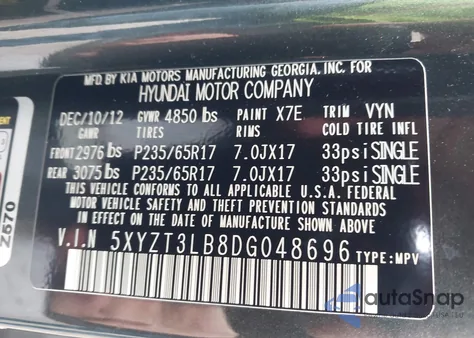 MFD. BY KIA MOTORS MANUFACTURING GEORGIA. INC. FOR
HYUNDAI MOTOR COMPANY
DEC/10/12 GVWR 4850 lbs PAINT X7E TRIM VYN
GAWR TIRES RIMS COLD TIRE INFL
FRONT 2976 lbs P235/65R17 7.0JX17 33psi SINGLE
REAR 3075 lbs P235/65R17 7.0JX17 33psi SINGLE
THIS VEHICLE CONFORMS TO ALL APPLICABLE U.S.A. FEDERAL
MOTOR VEHICLE SAFETY, BUMPER, AND THEFT PREVENTION STANDARDS
IN EFFECT ON THE DATE OF MANUFACTURE SHOWN ABOVE.
V.I.N 5XYZT3LB8DG048696 TYPE: MPV
Z670
autoSnap